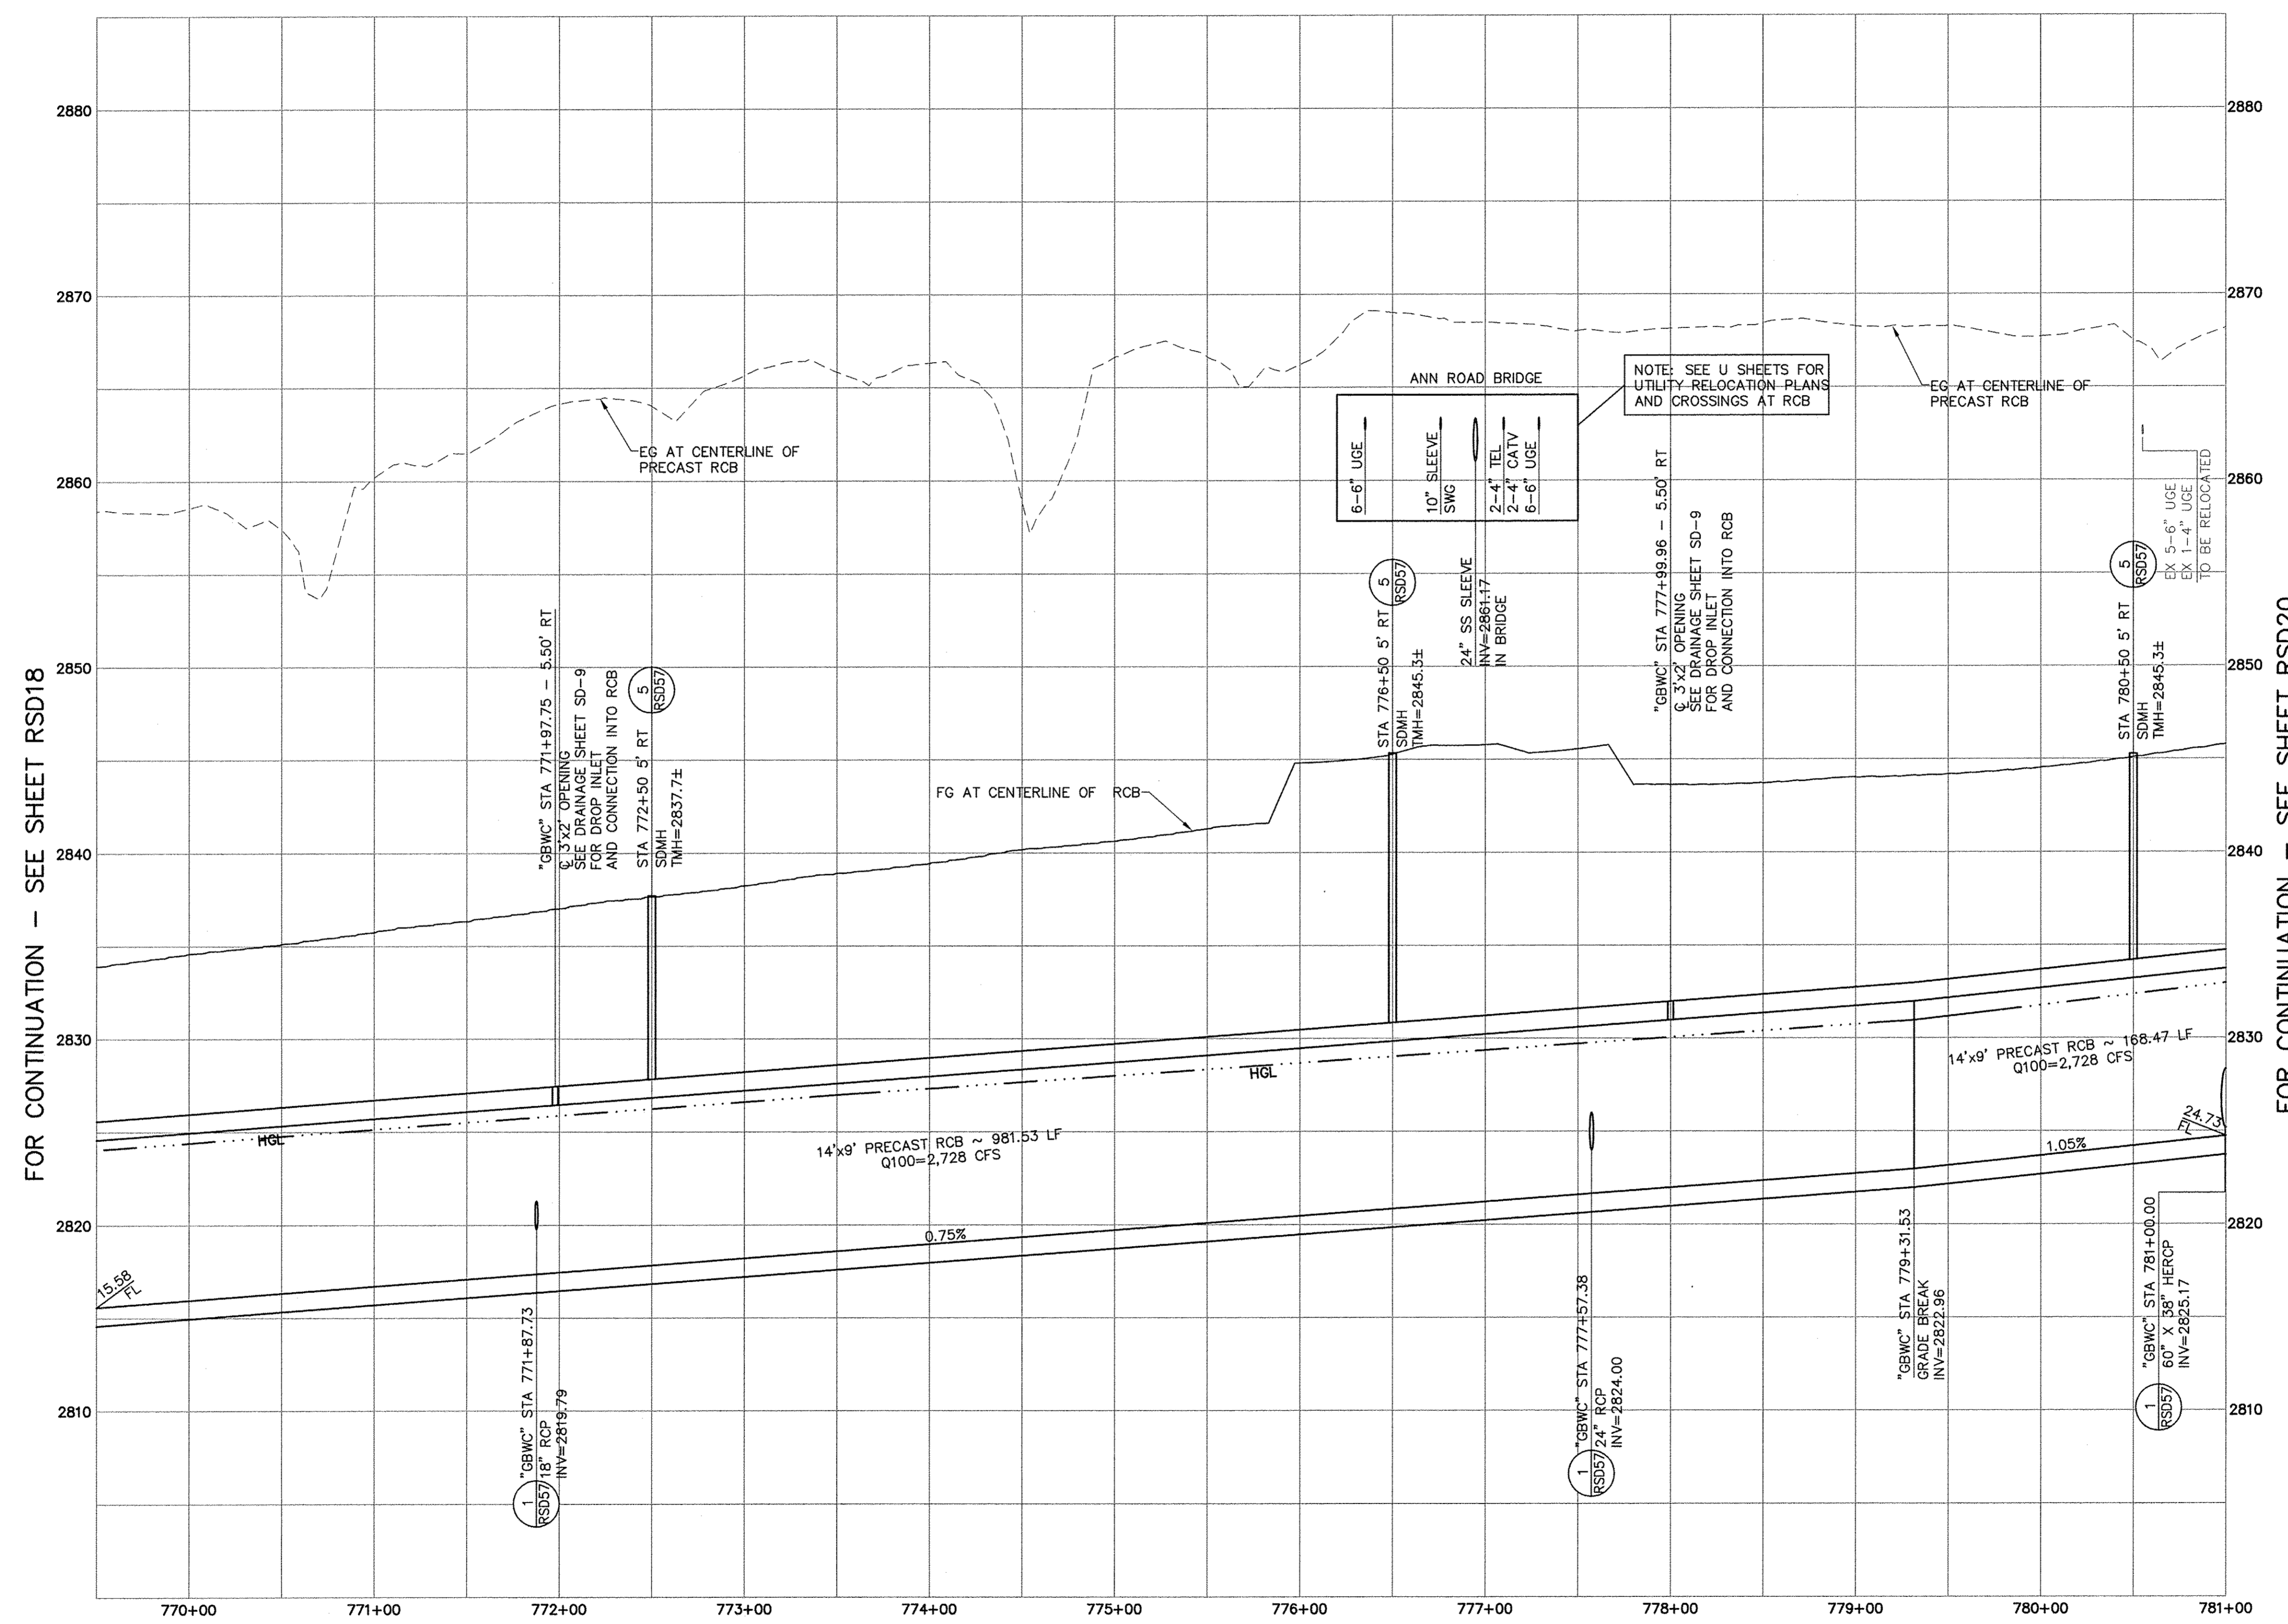 2880
2870
2860
2850
2840
2830
2820
2810
2880
2870
2860
2850
2840
2830
2820
2810
FOR CONTINUATION - SEE SHEET RSD18
FOR CONTINUATION - SEE SHEET RSD20
EG AT CENTERLINE OF
PRECAST RCB
ANN ROAD BRIDGE
6-6" UGE
10" SLEEVE
SWG
2-4" TEL
2-4" CATV
6-6" UGE
NOTE: SEE U SHEETS FOR
UTILITY RELOCATION PLANS
AND CROSSINGS AT RCB
EG AT CENTERLINE OF
PRECAST RCB
EX 5-6" UGE
EX 1-4" UGE
TO BE RELOCATED
"GBWC" STA 771+97.75 - 5.50' RT
℄ 3'x2' OPENING
SEE DRAINAGE SHEET SD-9
FOR DROP INLET
AND CONNECTION INTO RCB
5
RSD57
STA 772+50 5' RT
SDMH
TMH=2837.7±
FG AT CENTERLINE OF RCB
5
RSD57
STA 776+50 5' RT
SDMH
TMH=2845.3±
24" SS SLEEVE
INV=2861.17
IN BRIDGE
"GBWC" STA 777+99.96 - 5.50' RT
℄ 3'x2' OPENING
SEE DRAINAGE SHEET SD-9
FOR DROP INLET
AND CONNECTION INTO RCB
5
RSD57
STA 780+50 5' RT
SDMH
TMH=2845.3±
HGL
HGL
14'x9' PRECAST RCB ~ 981.53 LF
Q100=2,728 CFS
14'x9' PRECAST RCB ~ 168.47 LF
Q100=2,728 CFS
0.75%
1.05%
15.58
FL
24.73
FL
"GBWC" STA 771+87.73
18" RCP
INV=2819.79
1
RSD57
"GBWC" STA 777+57.38
24" RCP
INV=2824.00
1
RSD57
"GBWC" STA 779+31.53
GRADE BREAK
INV=2822.96
"GBWC" STA 781+00.00
60" X 38" HERCP
INV=2825.17
1
RSD57
770+00 771+00 772+00 773+00 774+00 775+00 776+00 777+00 778+00 779+00 780+00 781+00